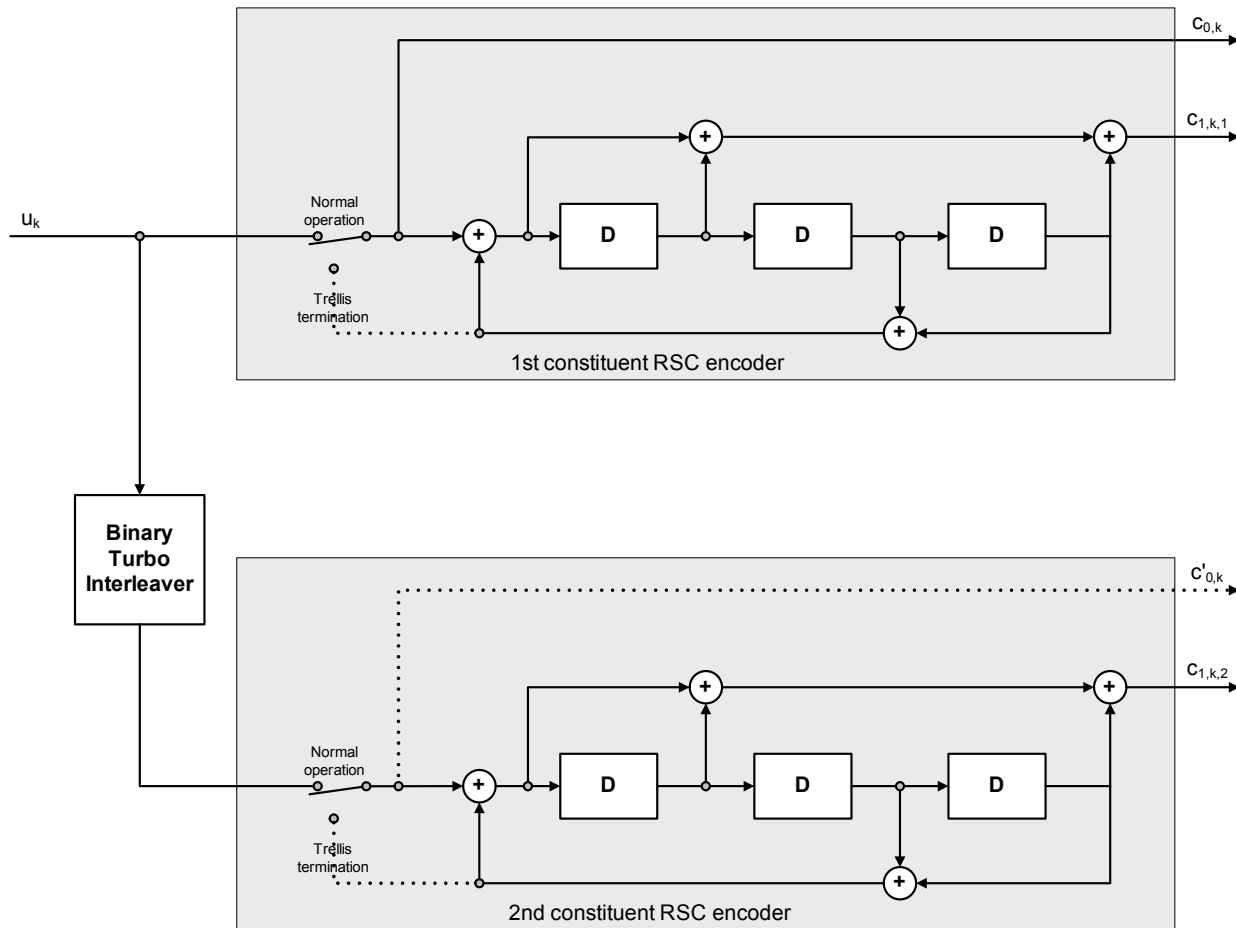 c0,k
+
+
c1,k,1
uk
Normal
operation
+
D
D
D
Trellis
termination
+
1st constituent RSC encoder
Binary
Turbo
Interleaver
c'0,k
+
+
c1,k,2
Normal
operation
+
D
D
D
Trellis
termination
+
2nd constituent RSC encoder